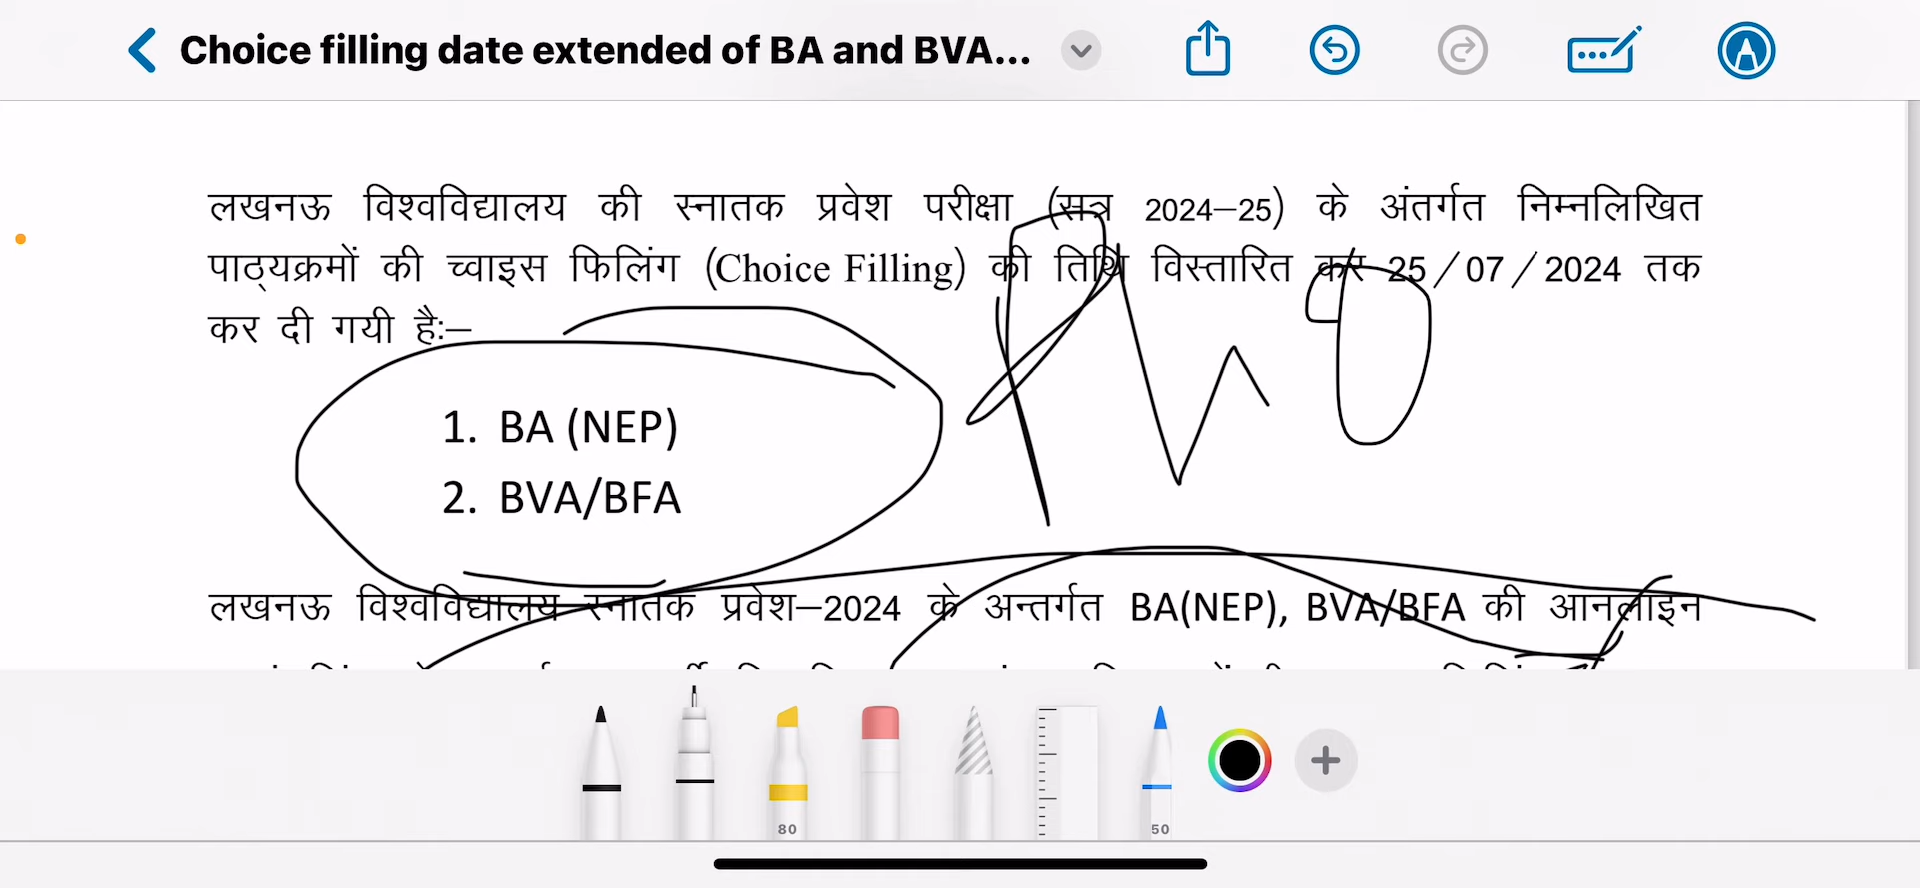 Choice filling date extended of BA and BVA...
लखनऊ विश्वविद्यालय की स्नातक प्रवेश परीक्षा (सत्र 2024–25) के अंतर्गत निम्नलिखित
पाठ्यक्रमों की च्वाइस फिलिंग (Choice Filling) की तिथि विस्तारित कर 25/07/2024 तक
कर दी गयी है:–
1. BA (NEP)
2. BVA/BFA
लखनऊ विश्वविद्यालय स्नातक प्रवेश–2024 के अन्तर्गत BA(NEP), BVA/BFA की आनलाइन
80
50